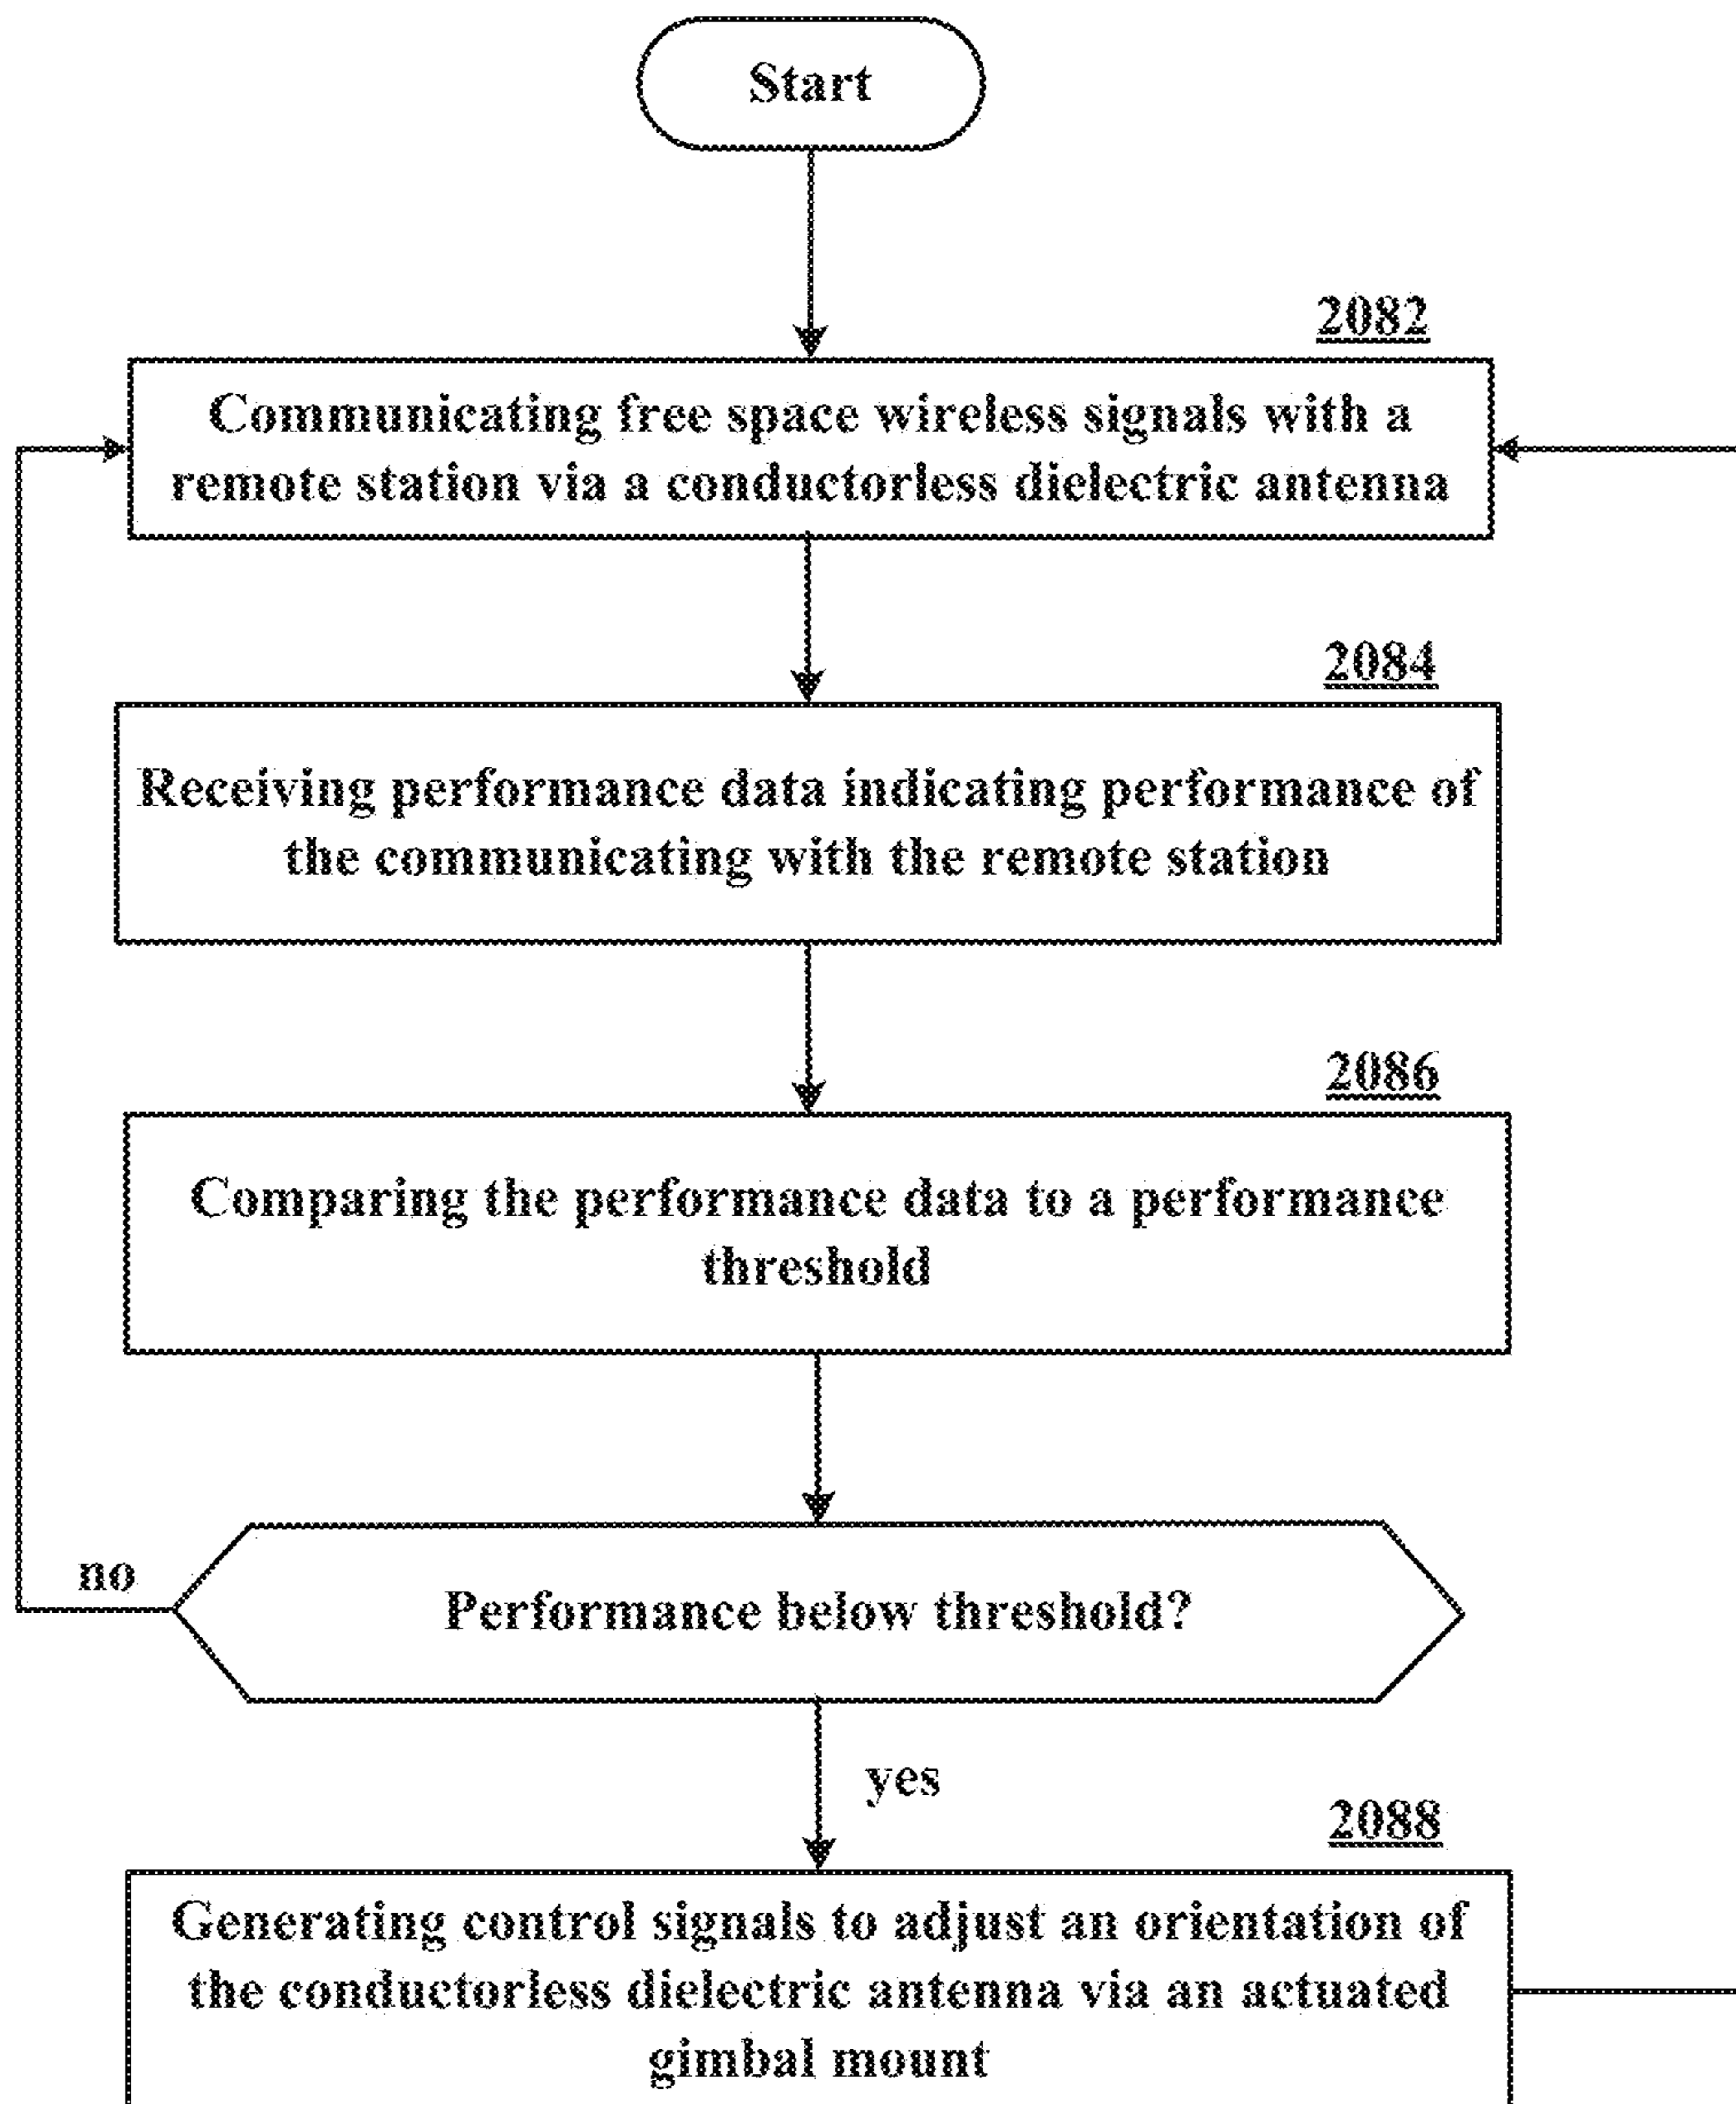 Start
2082
Communicating free space wireless signals with a
remote station via a conductorless dielectric antenna
2084
Receiving performance data indicating performance of
the communicating with the remote station
2086
Comparing the performance data to a performance
threshold
no
Performance below threshold?
yes
2088
Generating control signals to adjust an orientation of
the conductorless dielectric antenna via an actuated
gimbal mount